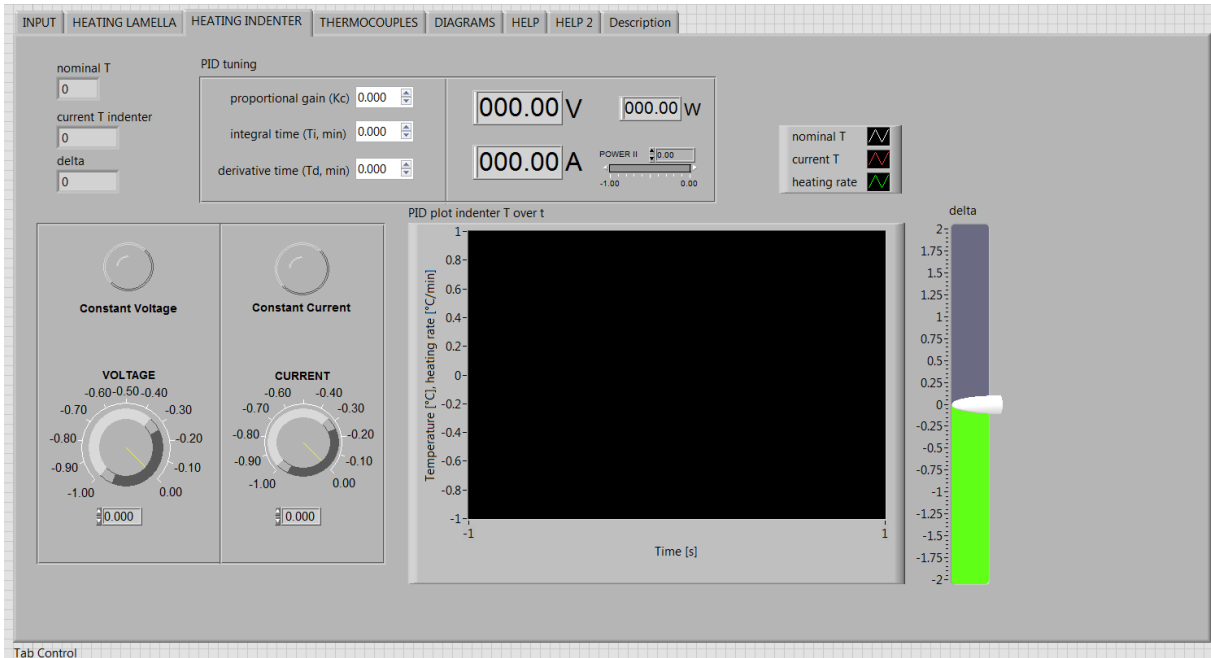 INPUT HEATING LAMELLA HEATING INDENTER THERMOCOUPLES DIAGRAMS HELP HELP 2 Description
nominal T
0
current T indenter
0
delta
0
PID tuning
proportional gain (Kc) 0.000
integral time (Ti, min) 0.000
derivative time (Td, min) 0.000
000.00 V
000.00 W
000.00 A
POWER II 0.00
-1.00 0.00
nominal T
current T
heating rate
Constant Voltage
VOLTAGE
-0.60 -0.50 -0.40
-0.70 -0.30
-0.80 -0.20
-0.90 -0.10
-1.00 0.00
0.000
Constant Current
CURRENT
-0.60 -0.40
-0.70 -0.30
-0.80 -0.20
-0.90 -0.10
-1.00 0.00
0.000
PID plot indenter T over t
Temperature [°C], heating rate [°C/min]
1
0.8
0.6
0.4
0.2
0
-0.2
-0.4
-0.6
-0.8
-1
-1 1
Time [s]
delta
2
1.75
1.5
1.25
1
0.75
0.5
0.25
0
-0.25
-0.5
-0.75
-1
-1.25
-1.5
-1.75
-2
Tab Control